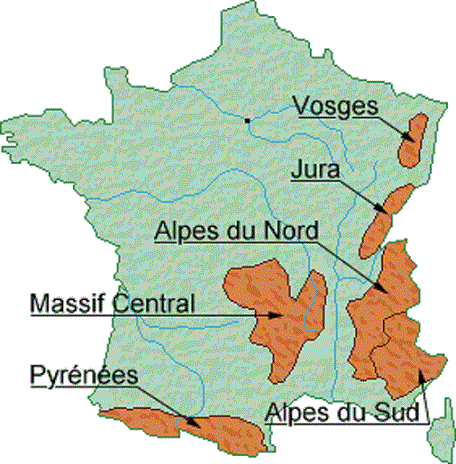 Vosges
Jura
Alpes du Nord
Massif Central
Pyrénées
Alpes du Sud